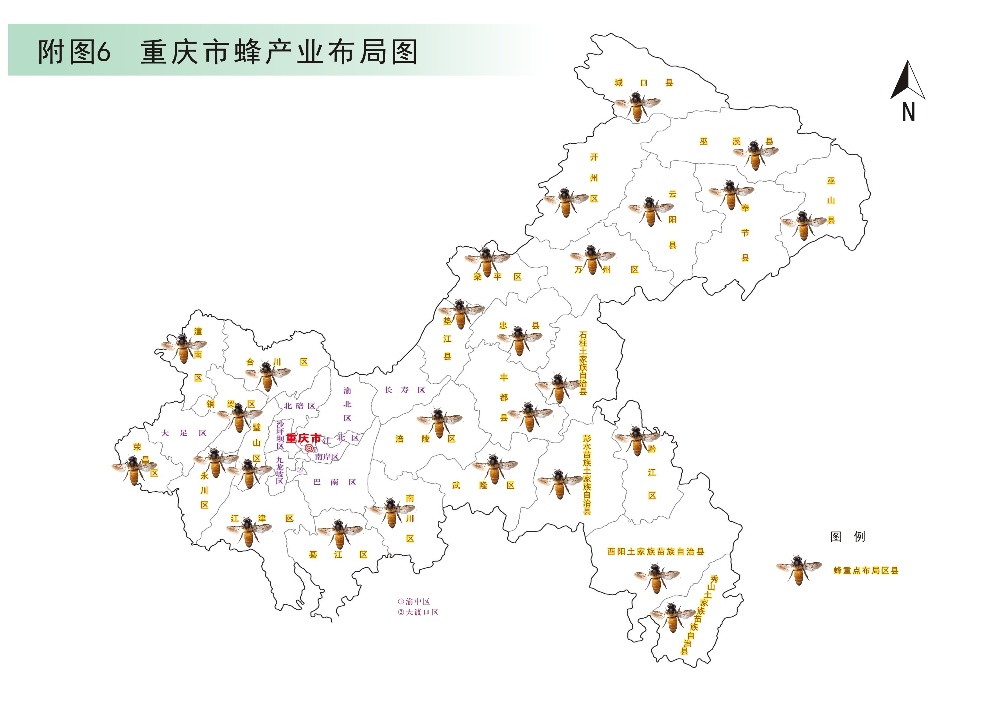 附图6 重庆市蜂产业布局图
N
城口县
巫溪县
开州区
巫山县
云阳县
奉节县
万州区
梁平区
垫江县
忠县
石柱土家族自治县
潼南区
合川区
丰都县
长寿区
渝北区
铜梁区
北碚区
璧山区
沙坪坝区
大足区
重庆市
江北区
①
涪陵区
彭水苗族土家族自治县
黔江区
荣昌区
南岸区
九龙坡区
②
永川区
巴南区
武隆区
南川区
江津区
綦江区
酉阳土家族苗族自治县
秀山土家族苗族自治县
图例
蜂重点布局区县
①渝中区
②大渡口区